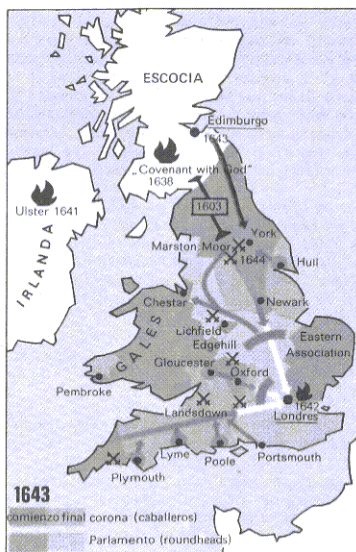 ESCOCIA
Edimburgo
1643
„Covenant with God"
1638
Ulster 1641
1603
IRLANDA
York
Marston Moor
1644
Hull
Chestar
Newark
GALES
Lichfield
Edgehill
Eastern
Association
Gloucester
Oxford
Pembroke
Landsdown
1642
Londres
Lyme
Poole
Portsmouth
Plymouth
1643
comienzo final corona (caballeros)
Parlamento (roundheads)